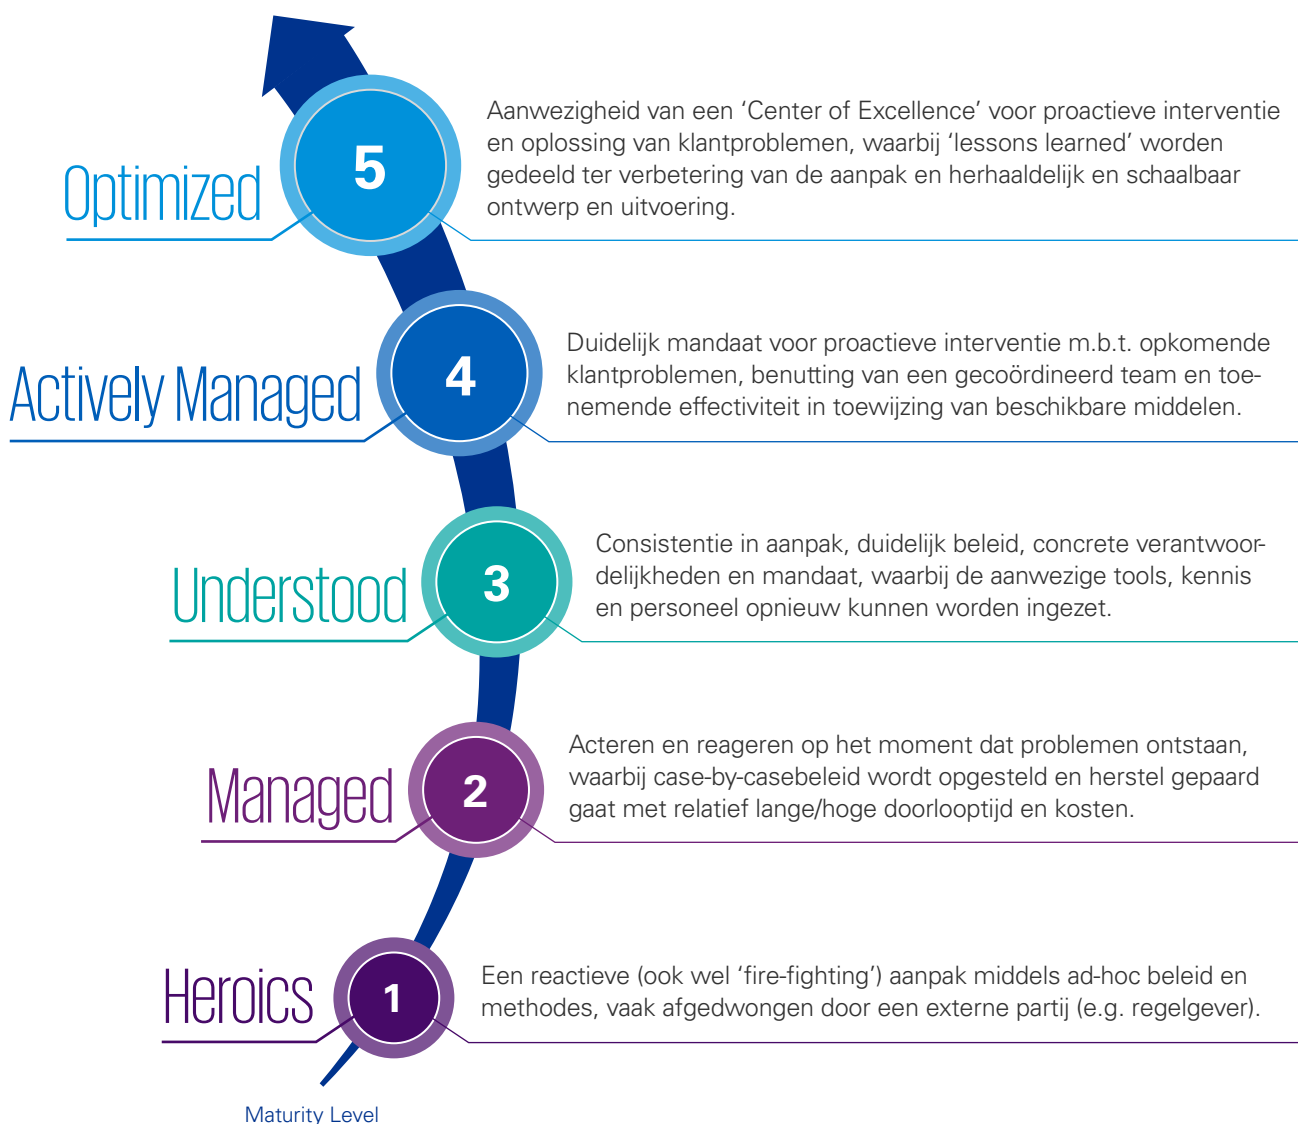 Optimized
5
Aanwezigheid van een ‘Center of Excellence’ voor proactieve interventie
en oplossing van klantproblemen, waarbij ‘lessons learned’ worden
gedeeld ter verbetering van de aanpak en herhaaldelijk en schaalbaar
ontwerp en uitvoering.
Actively Managed
4
Duidelijk mandaat voor proactieve interventie m.b.t. opkomende
klantproblemen, benutting van een gecoördineerd team en toe-
nemende effectiviteit in toewijzing van beschikbare middelen.
Understood
3
Consistentie in aanpak, duidelijk beleid, concrete verantwoor-
delijkheden en mandaat, waarbij de aanwezige tools, kennis
en personeel opnieuw kunnen worden ingezet.
Managed
2
Acteren en reageren op het moment dat problemen ontstaan,
waarbij case-by-casebeleid wordt opgesteld en herstel gepaard
gaat met relatief lange/hoge doorlooptijd en kosten.
Heroics
1
Een reactieve (ook wel ‘fire-fighting’) aanpak middels ad-hoc beleid en
methodes, vaak afgedwongen door een externe partij (e.g. regelgever).
Maturity Level